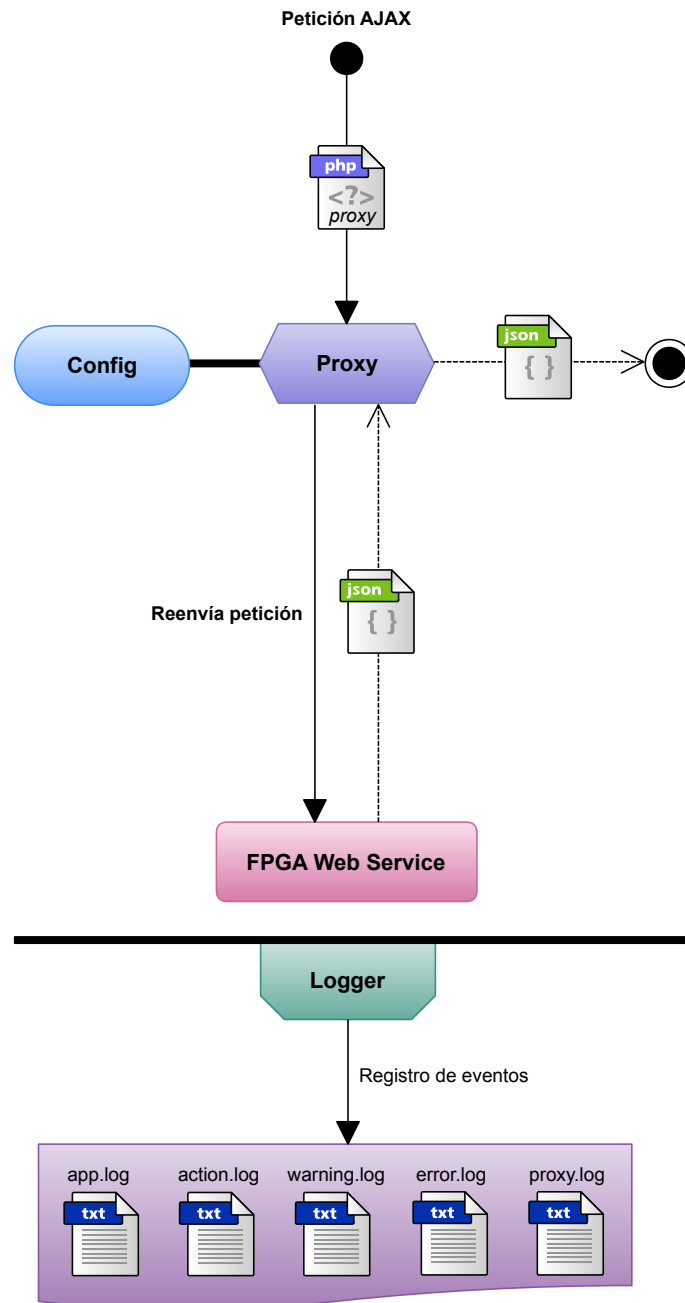 Petición AJAX
php
<?>
proxy
Config
Proxy
json
{ }
Reenvía petición
json
{ }
FPGA Web Service
Logger
Registro de eventos
app.log
action.log
warning.log
error.log
proxy.log
txt
txt
txt
txt
txt